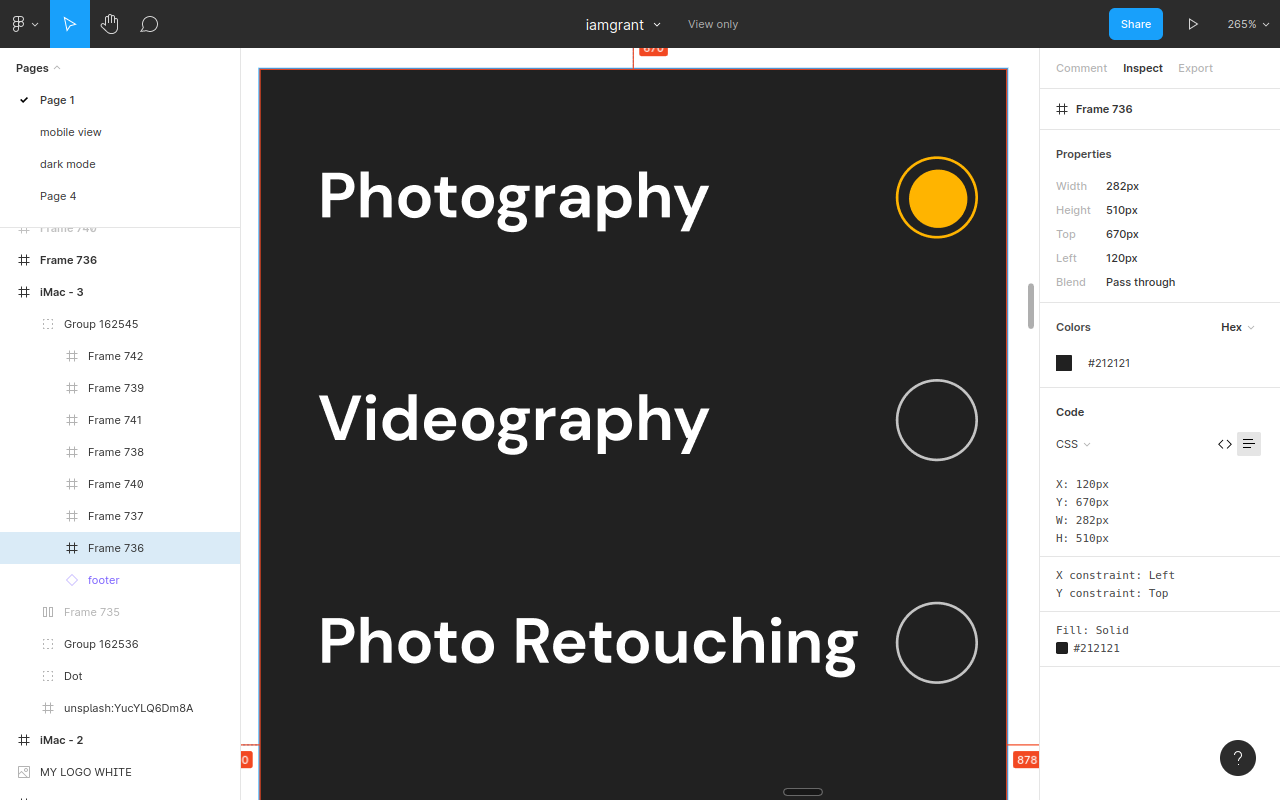 iamgrant
View only
Share
265%
Pages
Page 1
mobile view
dark mode
Page 4
Frame 740
Frame 736
iMac - 3
Group 162545
Frame 742
Frame 739
Frame 741
Frame 738
Frame 740
Frame 737
Frame 736
footer
Frame 735
Group 162536
Dot
unsplash:YucYLQ6Dm8A
iMac - 2
MY LOGO WHITE
670
Photography
Videography
Photo Retouching
0
878
Comment Inspect Export
Frame 736
Properties
Width 282px
Height 510px
Top 670px
Left 120px
Blend Pass through
Colors Hex
#212121
Code
CSS
X: 120px
Y: 670px
W: 282px
H: 510px
X constraint: Left
Y constraint: Top
Fill: Solid
#212121
?